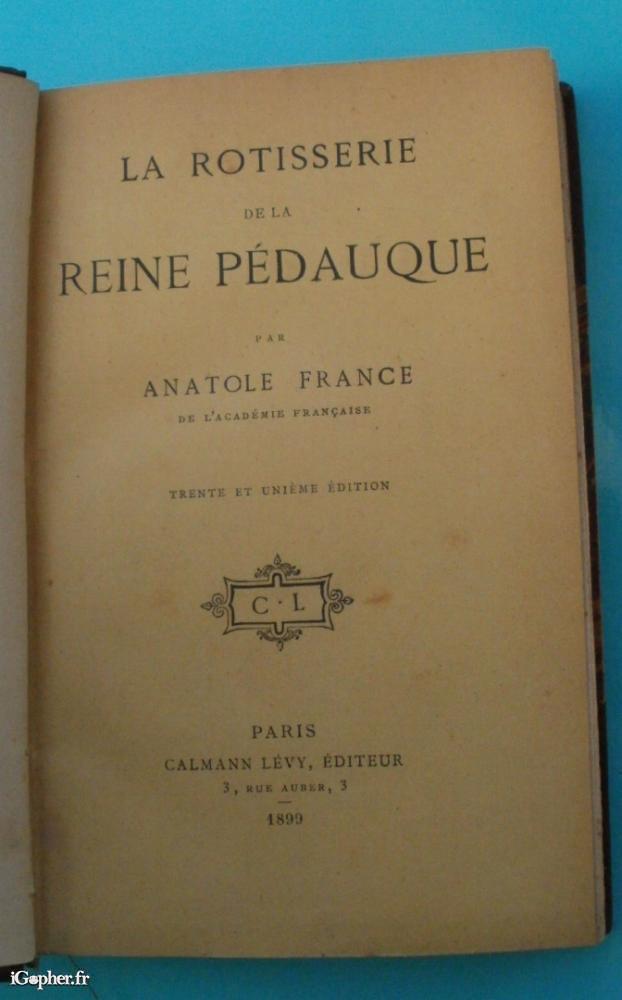 LA ROTISSERIE
DE LA
REINE PÉDAUQUE
PAR
ANATOLE FRANCE
DE L'ACADÉMIE FRANÇAISE
TRENTE ET UNIÈME ÉDITION
C · L
PARIS
CALMANN LÉVY, ÉDITEUR
3, RUE AUBER, 3
1899
iGopher.fr